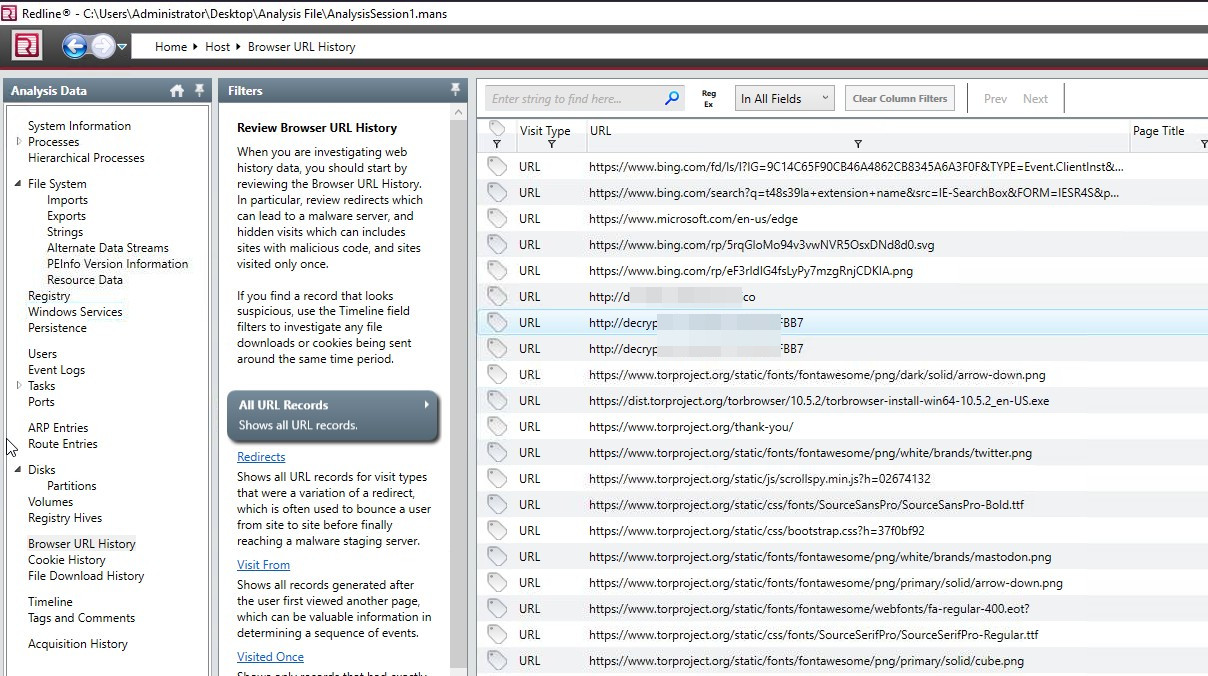 Redline® - C:\Users\Administrator\Desktop\Analysis File\AnalysisSession1.mans
Home Host Browser URL History
Analysis Data
System Information
Processes
Hierarchical Processes
File System
Imports
Exports
Strings
Alternate Data Streams
PEInfo Version Information
Resource Data
Registry
Windows Services
Persistence
Users
Event Logs
Tasks
Ports
ARP Entries
Route Entries
Disks
Partitions
Volumes
Registry Hives
Browser URL History
Cookie History
File Download History
Timeline
Tags and Comments
Acquisition History
Filters
Review Browser URL History
When you are investigating web
history data, you should start by
reviewing the Browser URL History.
In particular, review redirects which
can lead to a malware server, and
hidden visits which can includes
sites with malicious code, and sites
visited only once.
If you find a record that looks
suspicious, use the Timeline field
filters to investigate any file
downloads or cookies being sent
around the same time period.
All URL Records
Shows all URL records.
Redirects
Shows all URL records for visit types
that were a variation of a redirect,
which is often used to bounce a user
from site to site before finally
reaching a malware staging server.
Visit From
Shows all records generated after
the user first viewed another page,
which can be valuable information in
determining a sequence of events.
Visited Once
Shows only records that had exactly
Enter string to find here... Reg Ex In All Fields Clear Column Filters Prev Next
Visit Type URL Page Title
URL https://www.bing.com/fd/ls/l?IG=9C14C65F90CB46A4862CB8345A6A3F0F&TYPE=Event.ClientInst&...
URL https://www.bing.com/search?q=t48s39la+extension+name&src=IE-SearchBox&FORM=IESR4S&p...
URL https://www.microsoft.com/en-us/edge
URL https://www.bing.com/rp/5rqGloMo94v3vwNVR5OsxDNd8d0.svg
URL https://www.bing.com/rp/eF3rIdIG4fsLyPy7mzgRnjCDKIA.png
URL http://d co
URL http://decryp FBB7
URL http://decryp FBB7
URL https://www.torproject.org/static/fonts/fontawesome/png/dark/solid/arrow-down.png
URL https://dist.torproject.org/torbrowser/10.5.2/torbrowser-install-win64-10.5.2_en-US.exe
URL https://www.torproject.org/thank-you/
URL https://www.torproject.org/static/fonts/fontawesome/png/white/brands/twitter.png
URL https://www.torproject.org/static/js/scrollspy.min.js?h=02674132
URL https://www.torproject.org/static/fonts/SourceSansPro/SourceSansPro-Bold.ttf
URL https://www.torproject.org/static/css/bootstrap.css?h=37f0bf92
URL https://www.torproject.org/static/fonts/fontawesome/png/white/brands/mastodon.png
URL https://www.torproject.org/static/fonts/fontawesome/png/primary/solid/arrow-down.png
URL https://www.torproject.org/static/fonts/fontawesome/webfonts/fa-regular-400.eot?
URL https://www.torproject.org/static/css/fonts/SourceSerifPro/SourceSerifPro-Regular.ttf
URL https://www.torproject.org/static/fonts/fontawesome/png/primary/solid/cube.png